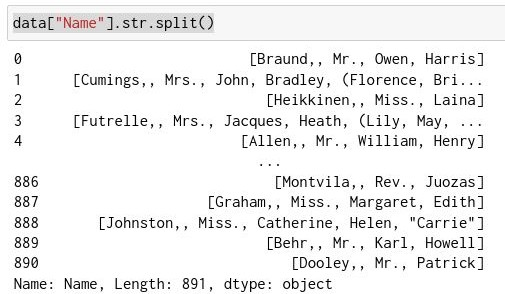 data["Name"].str.split()
0 [Braund,, Mr., Owen, Harris]
1 [Cumings,, Mrs., John, Bradley, (Florence, Bri...
2 [Heikkinen,, Miss., Laina]
3 [Futrelle,, Mrs., Jacques, Heath, (Lily, May, ...
4 [Allen,, Mr., William, Henry]
...
886 [Montvila,, Rev., Juozas]
887 [Graham,, Miss., Margaret, Edith]
888 [Johnston,, Miss., Catherine, Helen, "Carrie"]
889 [Behr,, Mr., Karl, Howell]
890 [Dooley,, Mr., Patrick]
Name: Name, Length: 891, dtype: object